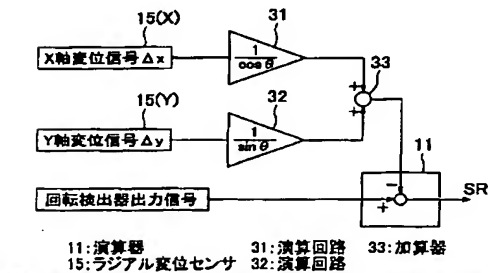 15(X)
31
X軸変位信号Δx
1
cosθ
33
+
+
15(Y)
32
Y軸変位信号Δy
1
sinθ
11
−
SR
回転検出器出力信号
+
11:演算器 31:演算回路 33:加算器
15:ラジアル変位センサ 32:演算回路